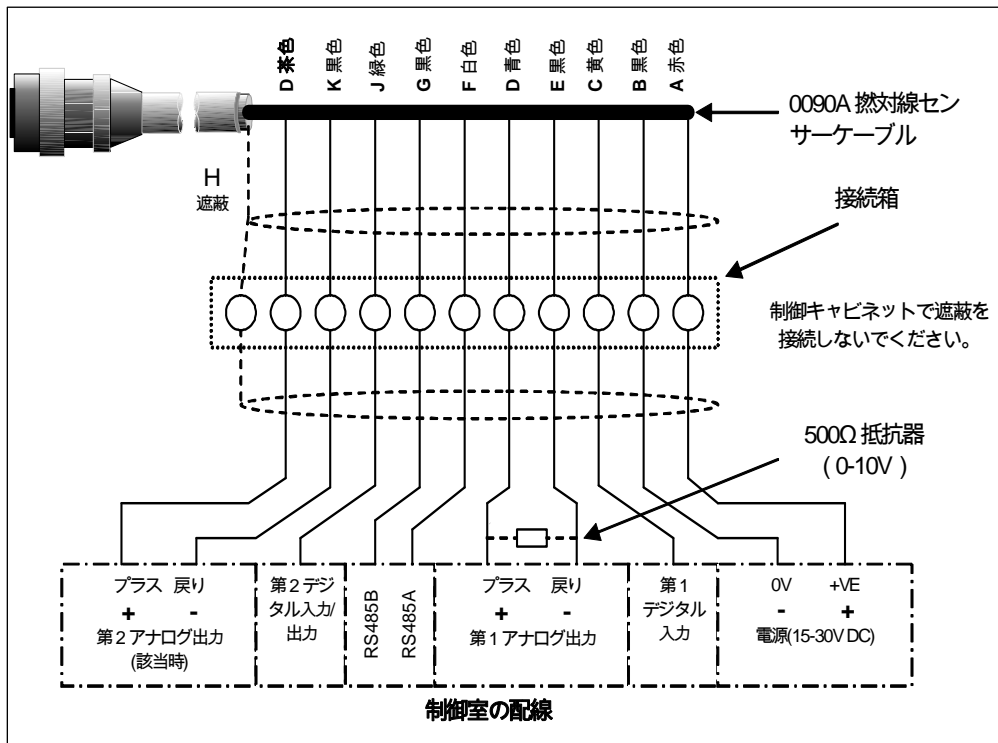 D 茶色
K 黒色
J 緑色
G 黒色
F 白色
D 青色
E 黒色
C 黄色
B 黒色
A 赤色
0090A 撚対線セン
サーケーブル
H
遮蔽
接続箱
制御キャビネットで遮蔽を
接続しないでください。
500Ω 抵抗器
( 0-10V )
プラス 戻り
+ -
第2 アナログ出力
(該当時)
第2 デジ
タル入力/
出力
RS485B
RS485A
プラス 戻り
+ -
第1 アナログ出力
第1
デジタル
入力
0V +VE
- +
電源(15-30V DC)
制御室の配線